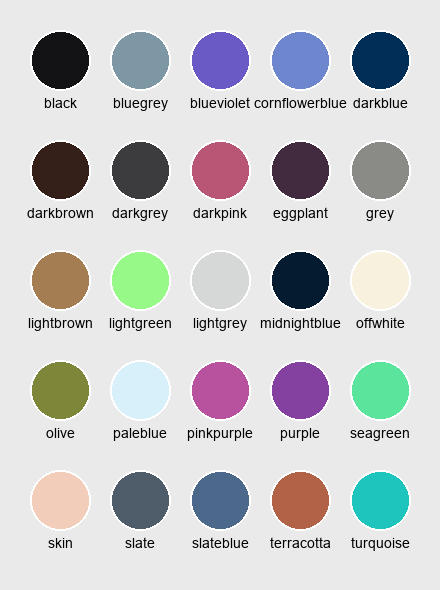 black bluegrey blueviolet cornflowerblue darkblue
darkbrown darkgrey darkpink eggplant grey
lightbrown lightgreen lightgrey midnightblue offwhite
olive paleblue pinkpurple purple seagreen
skin slate slateblue terracotta turquoise